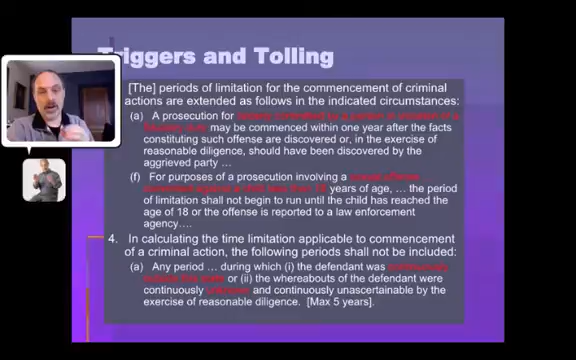 Triggers and Tolling
[The] periods of limitation for the commencement of criminal
actions are extended as follows in the indicated circumstances:
(a) A prosecution for larceny committed by a person in violation of a
fiduciary duty may be commenced within one year after the facts
constituting such offense are discovered or, in the exercise of
reasonable diligence, should have been discovered by the
aggrieved party …
(f) For purposes of a prosecution involving a sexual offense
committed against a child less than 18 years of age, … the period
of limitation shall not begin to run until the child has reached the
age of 18 or the offense is reported to a law enforcement
agency….
4. In calculating the time limitation applicable to commencement
of a criminal action, the following periods shall not be included:
(a) Any period … during which (i) the defendant was continuously
outside this state or (ii) the whereabouts of the defendant were
continuously unknown and continuously unascertainable by the
exercise of reasonable diligence. [Max 5 years].